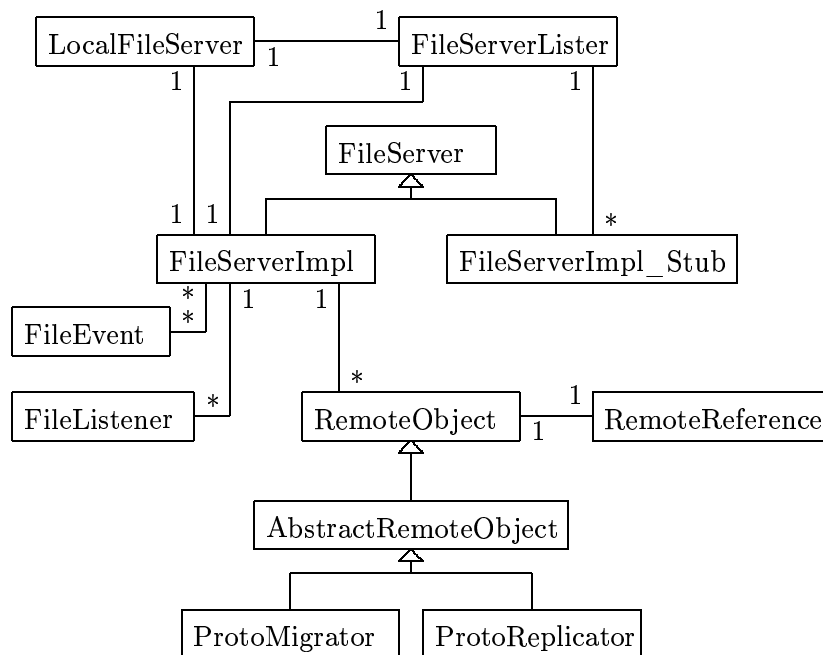 LocalFileServer 1 FileServerLister
1
1 1 1
FileServer
1 1 *
FileServerImpl FileServerImpl_Stub
* 1 1
*
FileEvent
* 1
FileListener * RemoteObject RemoteReference
1
AbstractRemoteObject
ProtoMigrator ProtoReplicator